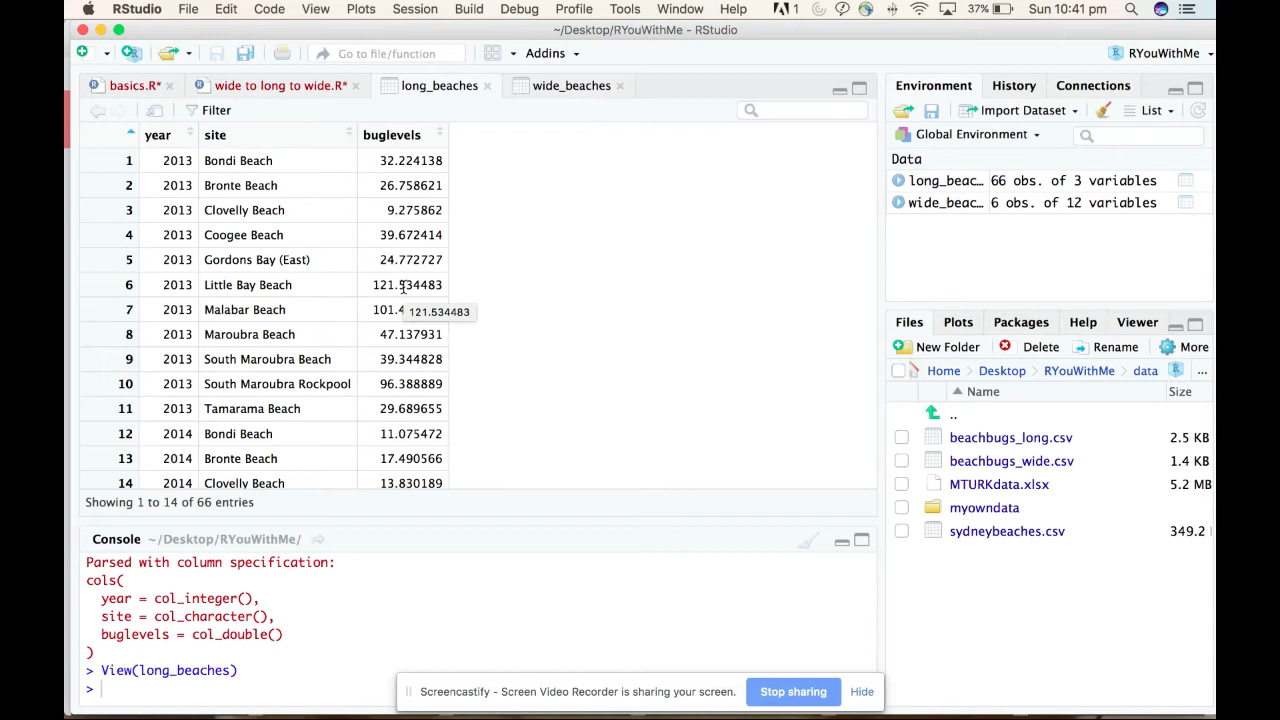 RStudio File Edit Code View Plots Session Build Debug Profile Tools Window Help 1 37% Sun 10:41 pm
~/Desktop/RYouWithMe - RStudio
Go to file/function Addins RYouWithMe
basics.R* wide to long to wide.R* long_beaches wide_beaches
Filter
year site buglevels
1 2013 Bondi Beach 32.224138
2 2013 Bronte Beach 26.758621
3 2013 Clovelly Beach 9.275862
4 2013 Coogee Beach 39.672414
5 2013 Gordons Bay (East) 24.772727
6 2013 Little Bay Beach 121.534483
7 2013 Malabar Beach 101.4
121.534483
8 2013 Maroubra Beach 47.137931
9 2013 South Maroubra Beach 39.344828
10 2013 South Maroubra Rockpool 96.388889
11 2013 Tamarama Beach 29.689655
12 2014 Bondi Beach 11.075472
13 2014 Bronte Beach 17.490566
14 2014 Clovelly Beach 13.830189
Showing 1 to 14 of 66 entries
Console ~/Desktop/RYouWithMe/
Parsed with column specification:
cols(
year = col_integer(),
site = col_character(),
buglevels = col_double()
)
> View(long_beaches)
>
Environment History Connections
Import Dataset List
Global Environment
Data
long_beac... 66 obs. of 3 variables
wide_beac... 6 obs. of 12 variables
Files Plots Packages Help Viewer
New Folder Delete Rename More
Home Desktop RYouWithMe data R ...
Name Size
..
beachbugs_long.csv 2.5 KB
beachbugs_wide.csv 1.4 KB
MTURKdata.xlsx 5.2 MB
myowndata
sydneybeaches.csv 349.2
Screencastify - Screen Video Recorder is sharing your screen. Stop sharing Hide